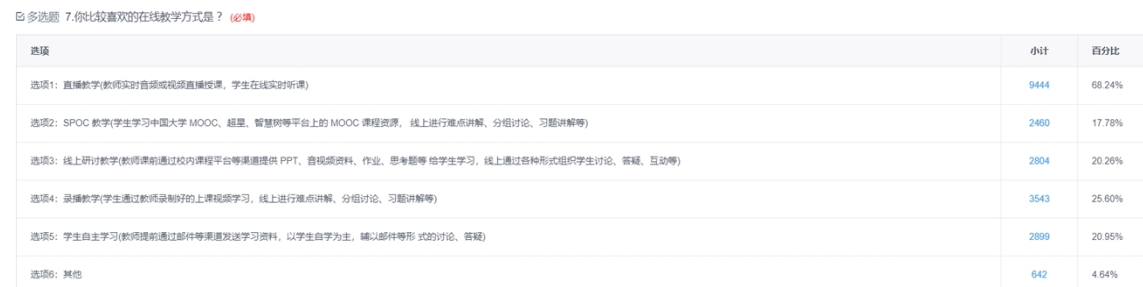 多选题 7.你比较喜欢的在线教学方式是？ (必填)
选项 小计 百分比
选项1：直播教学(教师实时音频或视频直播授课，学生在线实时听课) 9444 68.24%
选项2：SPOC 教学(学生学习中国大学 MOOC、超星、智慧树等平台上的 MOOC 课程资源， 线上进行难点讲解、分组讨论、习题讲解等) 2460 17.78%
选项3：线上研讨教学(教师课前通过校内课程平台等渠道提供 PPT、音视频资料、作业、思考题等 给学生学习，线上通过各种形式组织学生讨论、答疑、互动等) 2804 20.26%
选项4：录播教学(学生通过教师录制好的上课视频学习，线上进行难点讲解、分组讨论、习题讲解等) 3543 25.60%
选项5：学生自主学习(教师提前通过邮件等渠道发送学习资料，以学生自学为主，辅以邮件等形 式的讨论、答疑) 2899 20.95%
选项6：其他 642 4.64%